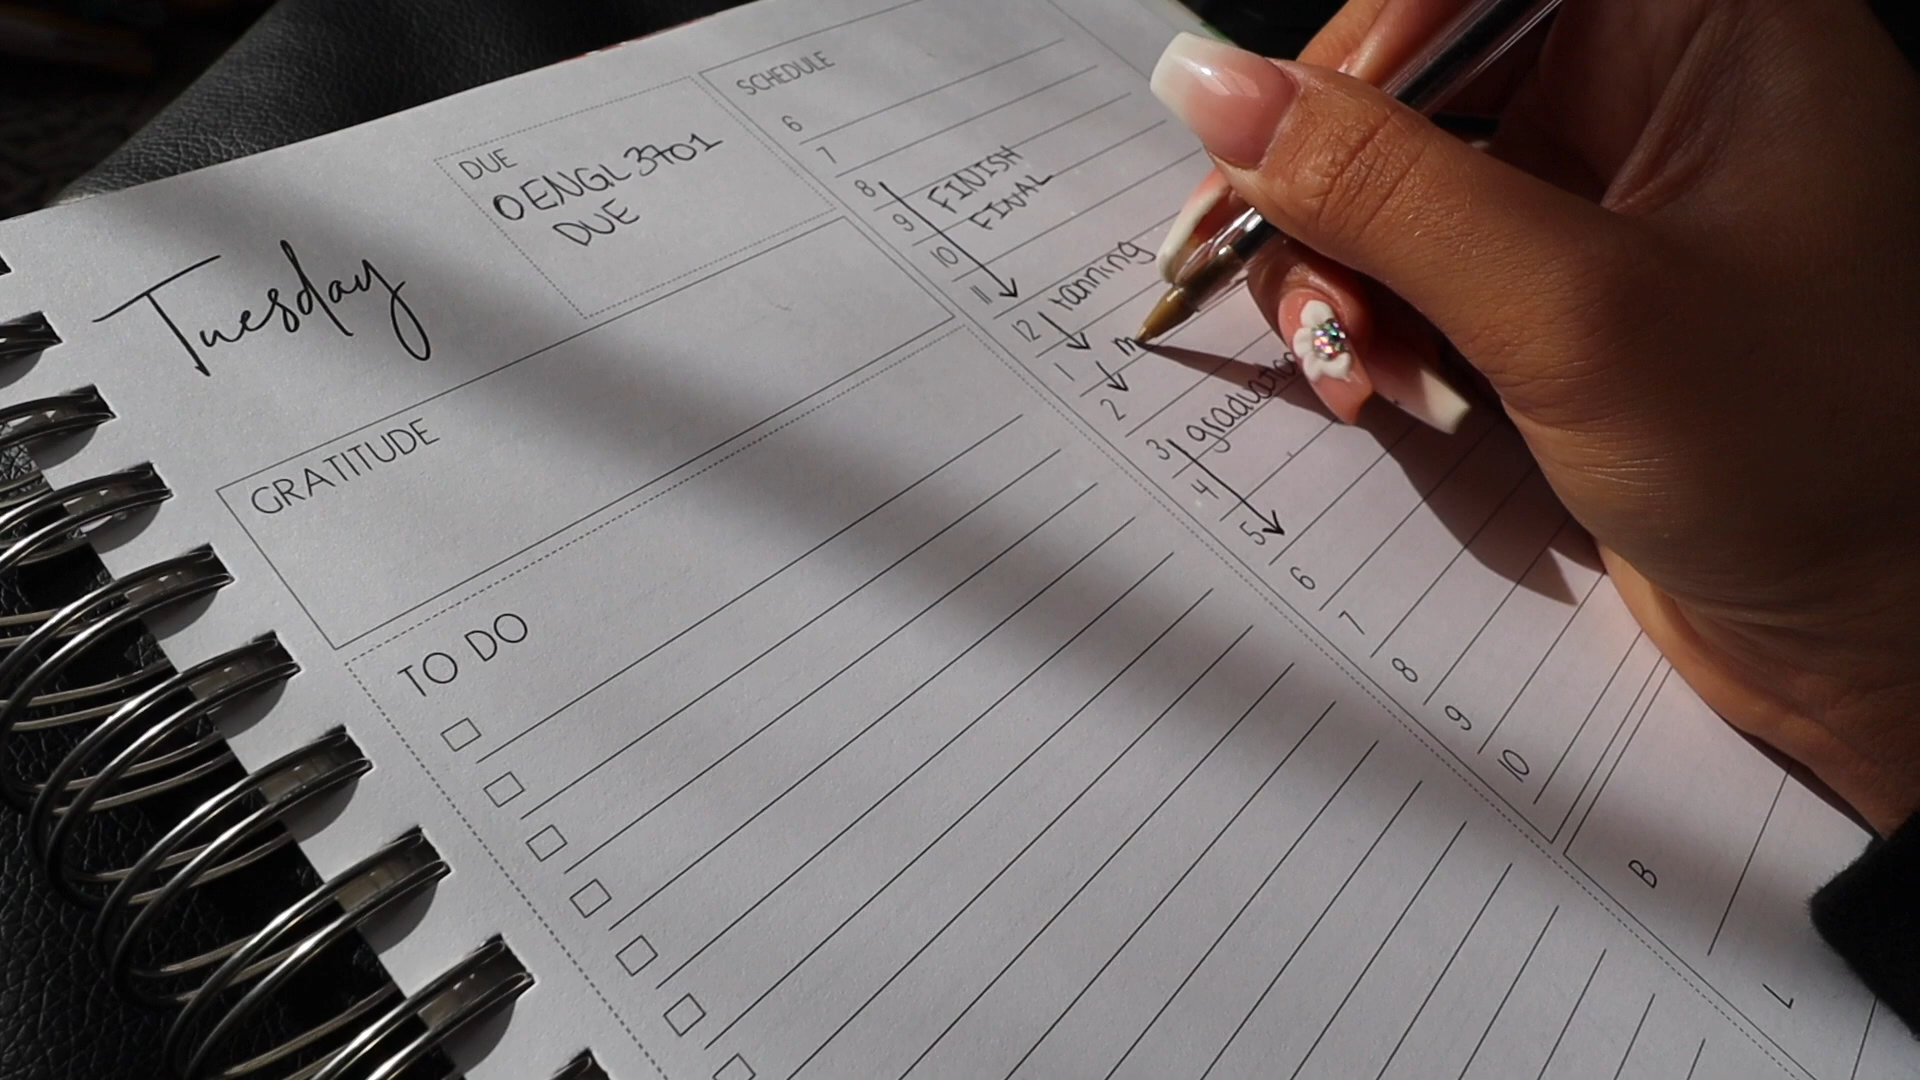 Tuesday
DUE
O ENGL 3701
DUE
GRATITUDE
TO DO
SCHEDULE
6
7
8 FINISH
9 FINAL
10
11
12 tanning
1 m
2
3 graduatio
4
5
6
7
8
9
10
B
L